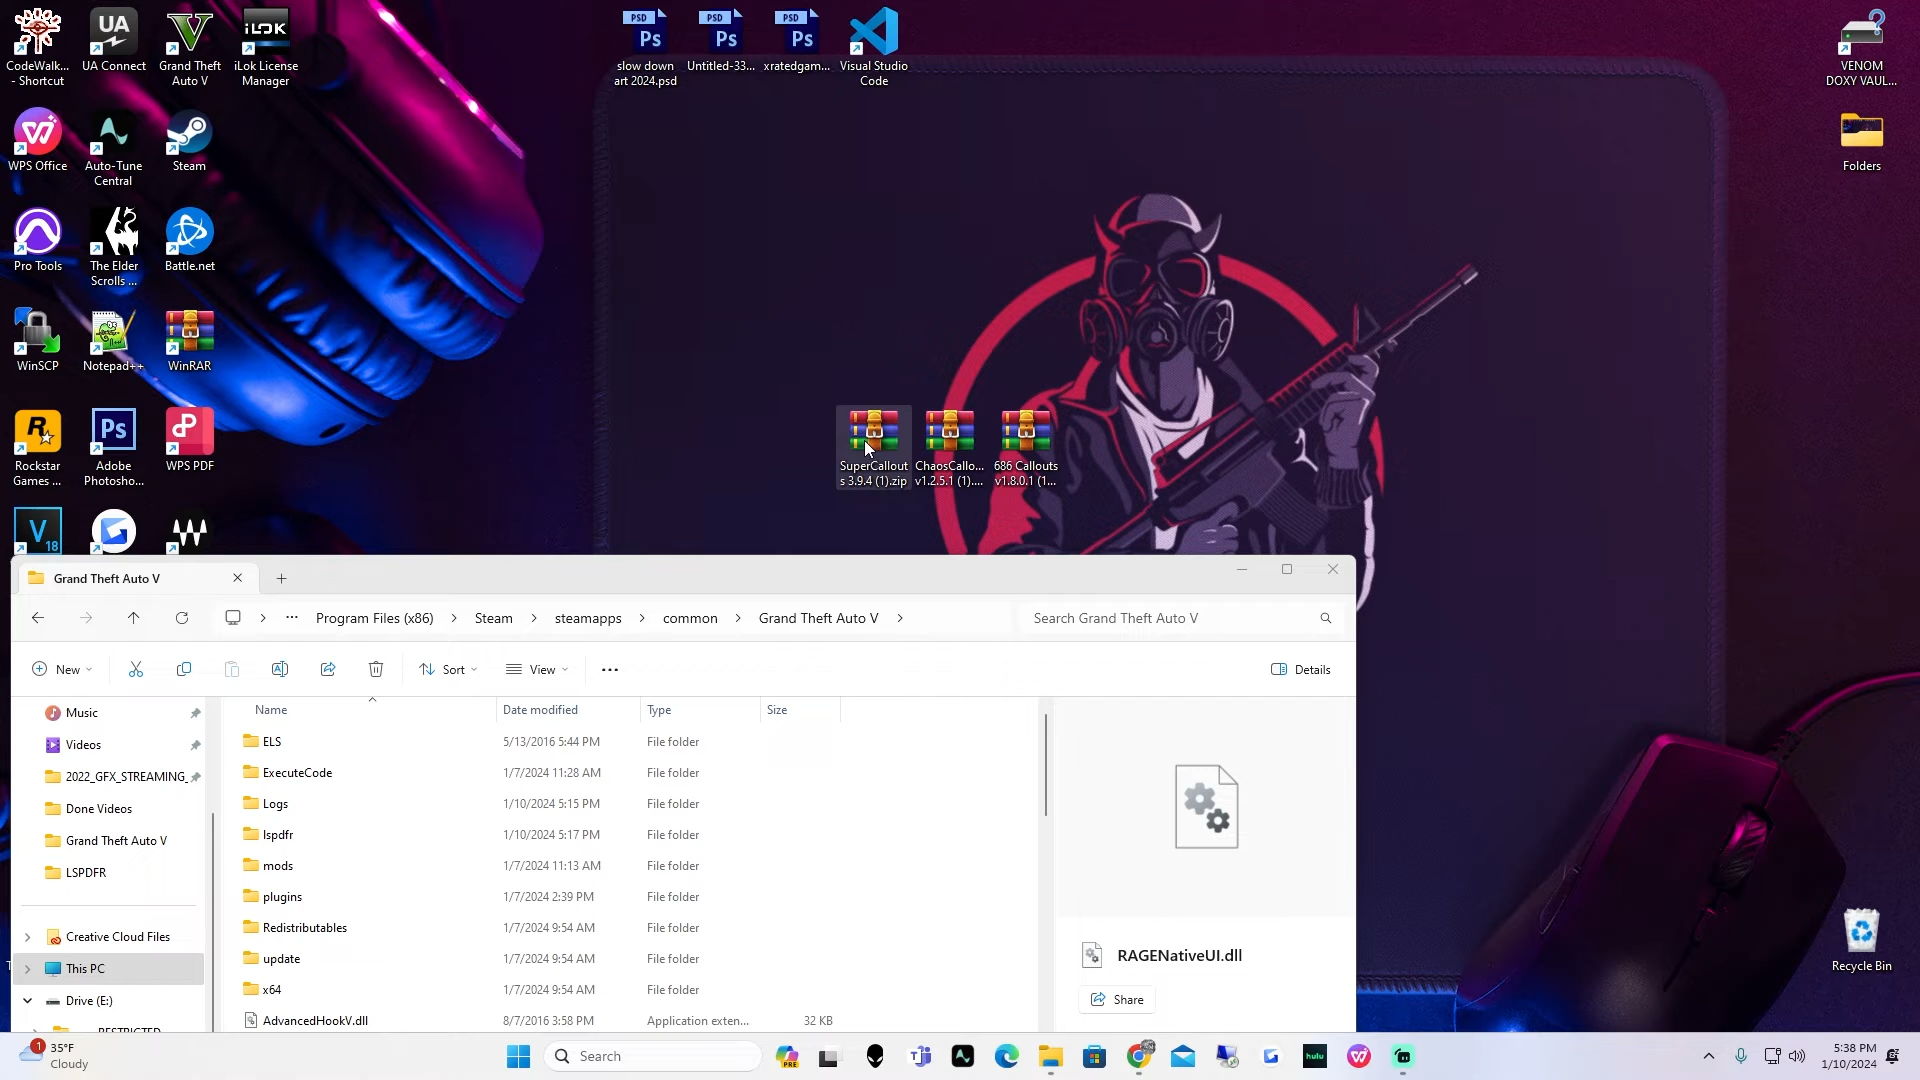 CodeWalk...
- Shortcut
UA
UA Connect
Grand Theft
Auto V
iLOK
iLok License
Manager
PSD
Ps
slow down
art 2024.psd
PSD
Ps
Untitled-33...
PSD
Ps
xratedgam...
Visual Studio
Code
VENOM
DOXY VAUL...
WPS Office
Auto-Tune
Central
Steam
Folders
Pro Tools
The Elder
Scrolls ...
Battle.net
WinSCP
Notepad++
WinRAR
Rockstar
Games ...
Ps
Adobe
Photosho...
WPS PDF
SuperCallout
s 3.9.4 (1).zip
ChaosCallo...
v1.2.5.1 (1)....
686 Callouts
v1.8.0.1 (1...
V
18
Grand Theft Auto V
Program Files (x86) > Steam > steamapps > common > Grand Theft Auto V >
Search Grand Theft Auto V
New
Sort
View
Details
Name Date modified Type Size
Music
Videos
2022_GFX_STREAMING_
Done Videos
Grand Theft Auto V
LSPDFR
Creative Cloud Files
This PC
Drive (E:)
RESTRICTED
ELS 5/13/2016 5:44 PM File folder
ExecuteCode 1/7/2024 11:28 AM File folder
Logs 1/10/2024 5:15 PM File folder
lspdfr 1/10/2024 5:17 PM File folder
mods 1/7/2024 11:13 AM File folder
plugins 1/7/2024 2:39 PM File folder
Redistributables 1/7/2024 9:54 AM File folder
update 1/7/2024 9:54 AM File folder
x64 1/7/2024 9:54 AM File folder
AdvancedHookV.dll 8/7/2016 3:58 PM Application exten... 32 KB
RAGENativeUI.dll
Share
Recycle Bin
1
35°F
Cloudy
Search
PRE
hulu
5:38 PM
1/10/2024